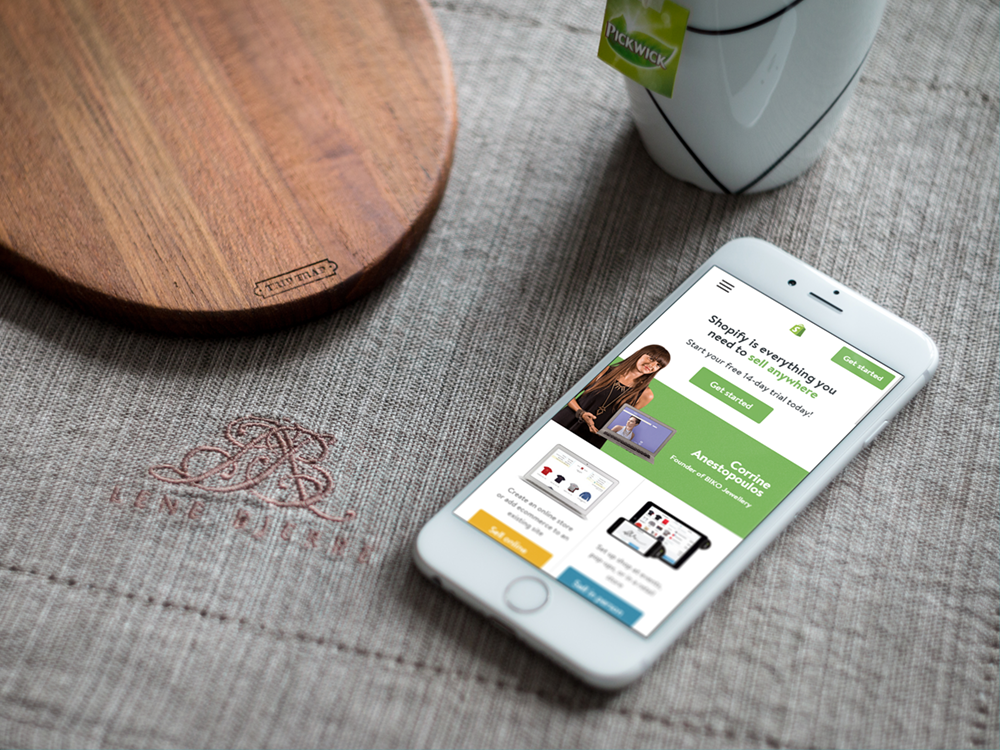 PICKWICK
Shopify is everything you
need to sell anywhere
Get started
Start your free 14-day trial today!
Get started
Corrine
Anestopoulos
Founder of BIKO Jewellery
Create an online store
or add ecommerce to an
existing site
Sell online
Set up shop at events,
pop-ups, or in a retail
store
Sell in person